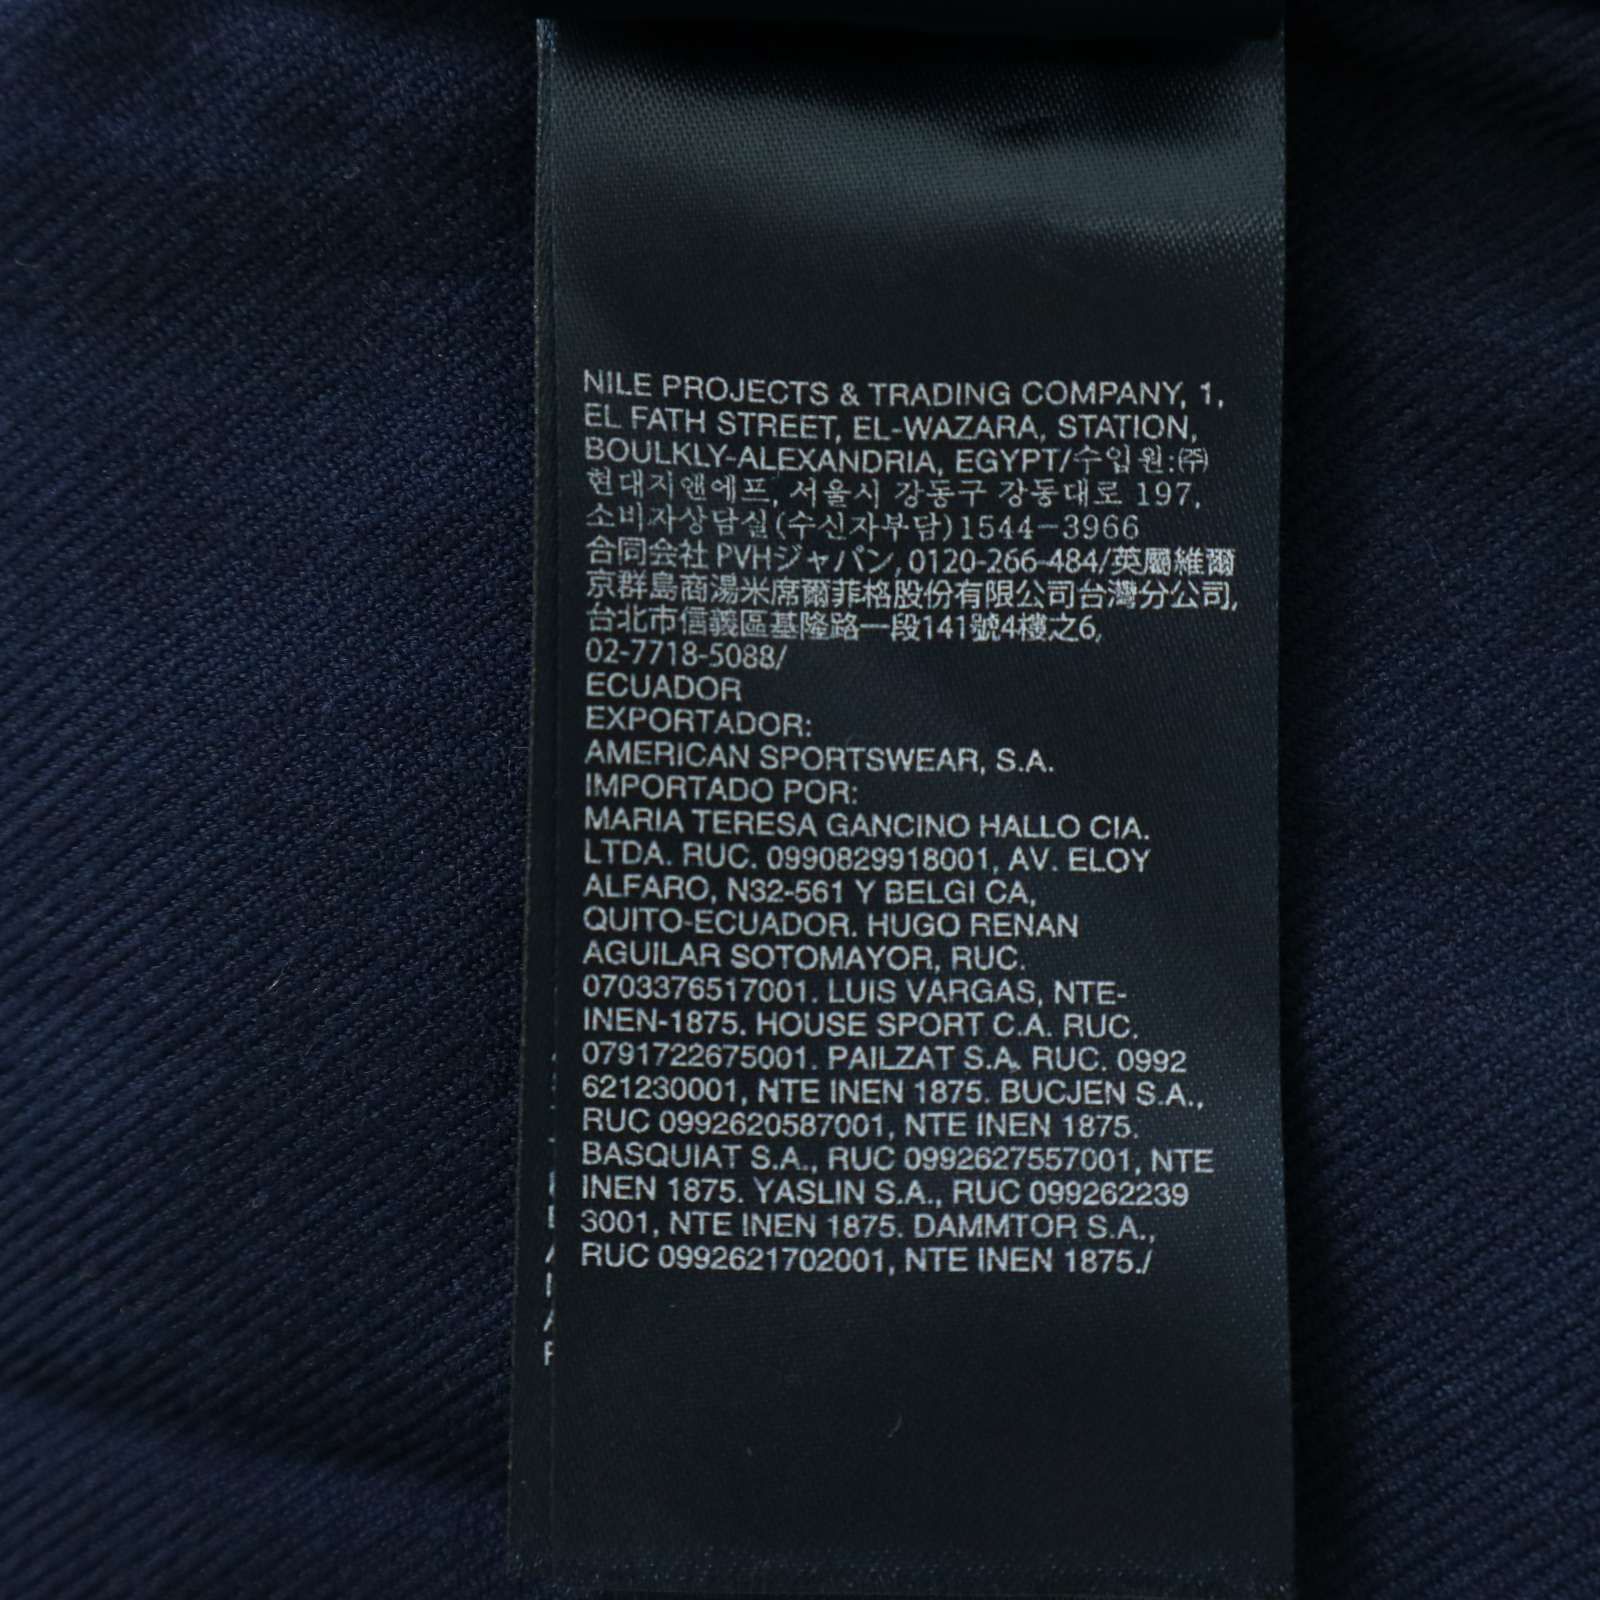 NILE PROJECTS & TRADING COMPANY, 1,
EL FATH STREET, EL-WAZARA, STATION,
BOULKLY-ALEXANDRIA, EGYPT/수입원:㈜
현대지앤에프, 서울시 강동구 강동대로 197,
소비자상담실(수신자부담)1544-3966
合同会社 PVHジャパン, 0120-266-484/英屬維爾
京群島商湯米席爾菲格股份有限公司台灣分公司,
台北市信義區基隆路一段141號4樓之6,
02-7718-5088/
ECUADOR
EXPORTADOR:
AMERICAN SPORTSWEAR, S.A.
IMPORTADO POR:
MARIA TERESA GANCINO HALLO CIA.
LTDA. RUC. 0990829918001, AV. ELOY
ALFARO, N32-561 Y BELGI CA,
QUITO-ECUADOR. HUGO RENAN
AGUILAR SOTOMAYOR, RUC.
0703376517001. LUIS VARGAS, NTE-
INEN-1875. HOUSE SPORT C.A. RUC.
0791722675001. PAILZAT S.A. RUC. 0992
621230001, NTE INEN 1875. BUCJEN S.A.,
RUC 0992620587001, NTE INEN 1875.
BASQUIAT S.A., RUC 0992627557001, NTE
INEN 1875. YASLIN S.A., RUC 099262239
3001, NTE INEN 1875. DAMMTOR S.A.,
RUC 0992621702001, NTE INEN 1875./